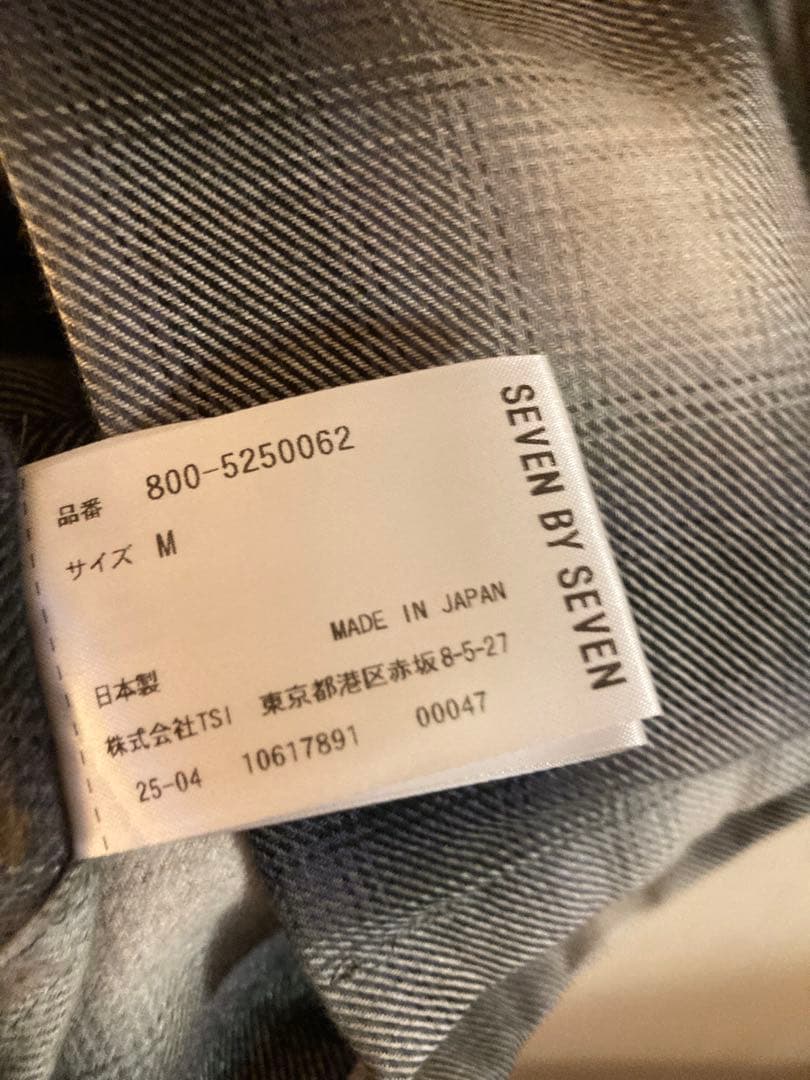 品番 800-5250062
サイズ M
MADE IN JAPAN
日本製
株式会社TSI 東京都港区赤坂8-5-27
25-04 10617891 00047
SEVEN BY SEVEN